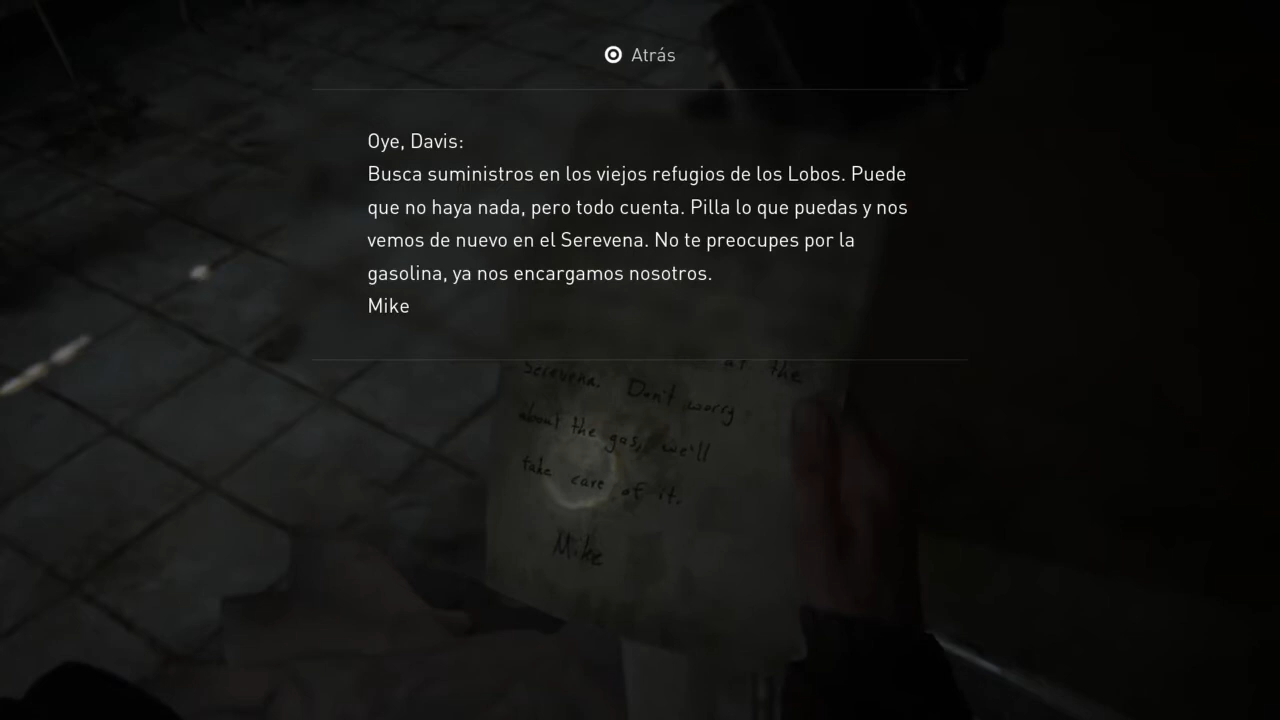 Atrás
Oye, Davis:
Busca suministros en los viejos refugios de los Lobos. Puede
que no haya nada, pero todo cuenta. Pilla lo que puedas y nos
vemos de nuevo en el Serevena. No te preocupes por la
gasolina, ya nos encargamos nosotros.
Mike
at the
Serevena. Don't worry
about the gas, we'll
take care of it.
Mike